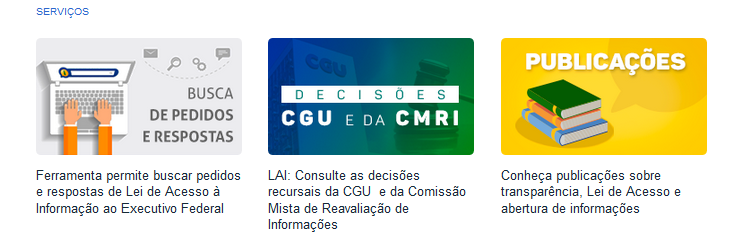 SERVIÇOS
BUSCA
DE PEDIDOS
E RESPOSTAS
Ferramenta permite buscar pedidos
e respostas de Lei de Acesso à
Informação ao Executivo Federal
CGU
DECISÕES
CGU E DA CMRI
LAI: Consulte as decisões
recursais da CGU e da Comissão
Mista de Reavaliação de
Informações
PUBLICAÇÕES
Conheça publicações sobre
transparência, Lei de Acesso e
abertura de informações